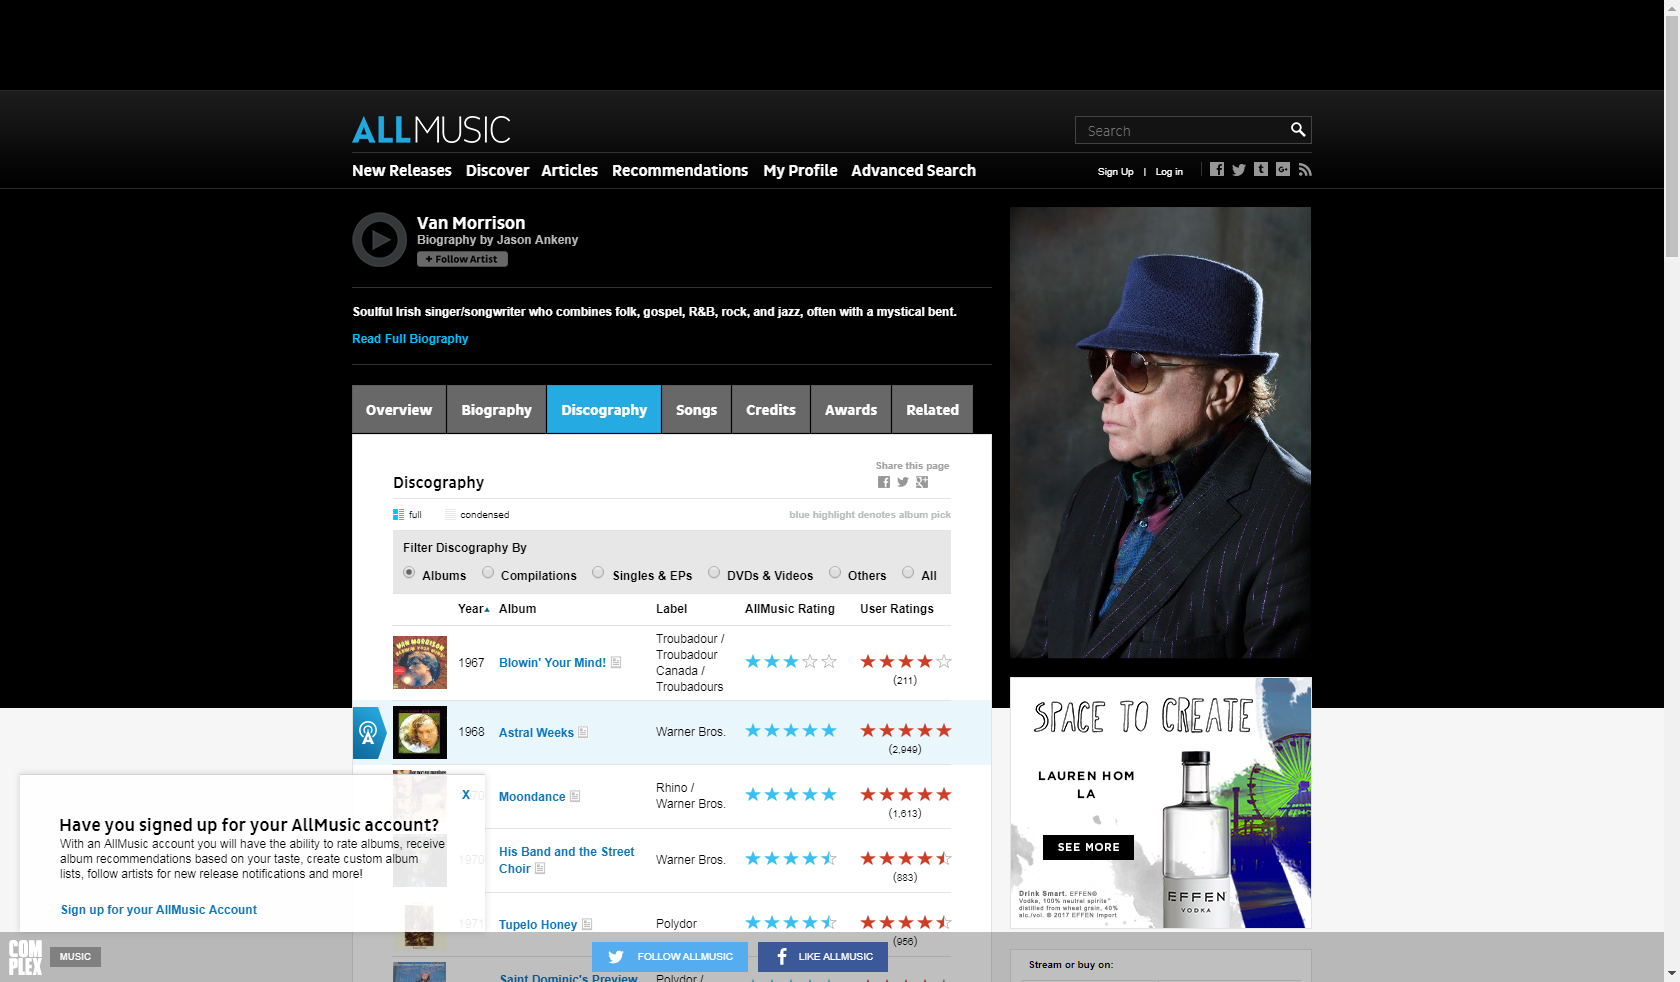 ALLMUSIC
Search
New Releases Discover Articles Recommendations My Profile Advanced Search
Sign Up | Log in
Van Morrison
Biography by Jason Ankeny
+ Follow Artist
Soulful Irish singer/songwriter who combines folk, gospel, R&B, rock, and jazz, often with a mystical bent.
Read Full Biography
Overview Biography Discography Songs Credits Awards Related
Share this page
Discography
full condensed blue highlight denotes album pick
Filter Discography By
Albums Compilations Singles & EPs DVDs & Videos Others All
Year Album Label AllMusic Rating User Ratings
VAN MORRISON
BLOWIN' YOUR MIND!
1967 Blowin' Your Mind!
Troubadour /
Troubadour
Canada /
Troubadours
(211)
1968 Astral Weeks Warner Bros.
(2,949)
1970 Moondance
Rhino /
Warner Bros.
(1,613)
1970 His Band and the Street
Choir
Warner Bros.
(883)
1971 Tupelo Honey Polydor
(956)
Saint Dominic's Preview Polydor /
X
Have you signed up for your AllMusic account?
With an AllMusic account you will have the ability to rate albums, receive
album recommendations based on your taste, create custom album
lists, follow artists for new release notifications and more!
Sign up for your AllMusic Account
SPACE TO CREATE
LAUREN HOM
LA
SEE MORE
Drink Smart. EFFEN®
Vodka, 100% neutral spirits
distilled from wheat grain, 40%
alc./vol. © 2017 EFFEN Import
EFFEN
VODKA
Stream or buy on:
COMPLEX
MUSIC
FOLLOW ALLMUSIC
LIKE ALLMUSIC